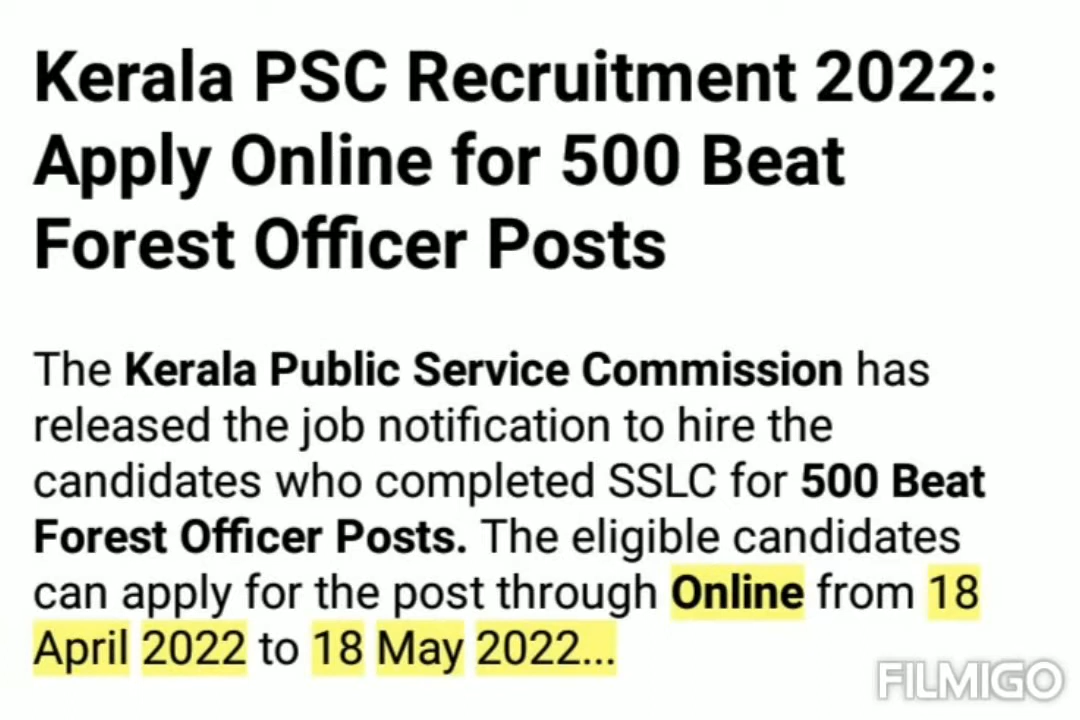 Kerala PSC Recruitment 2022:
Apply Online for 500 Beat
Forest Officer Posts
The Kerala Public Service Commission has
released the job notification to hire the
candidates who completed SSLC for 500 Beat
Forest Officer Posts. The eligible candidates
can apply for the post through Online from 18
April 2022 to 18 May 2022...
FILMIGO